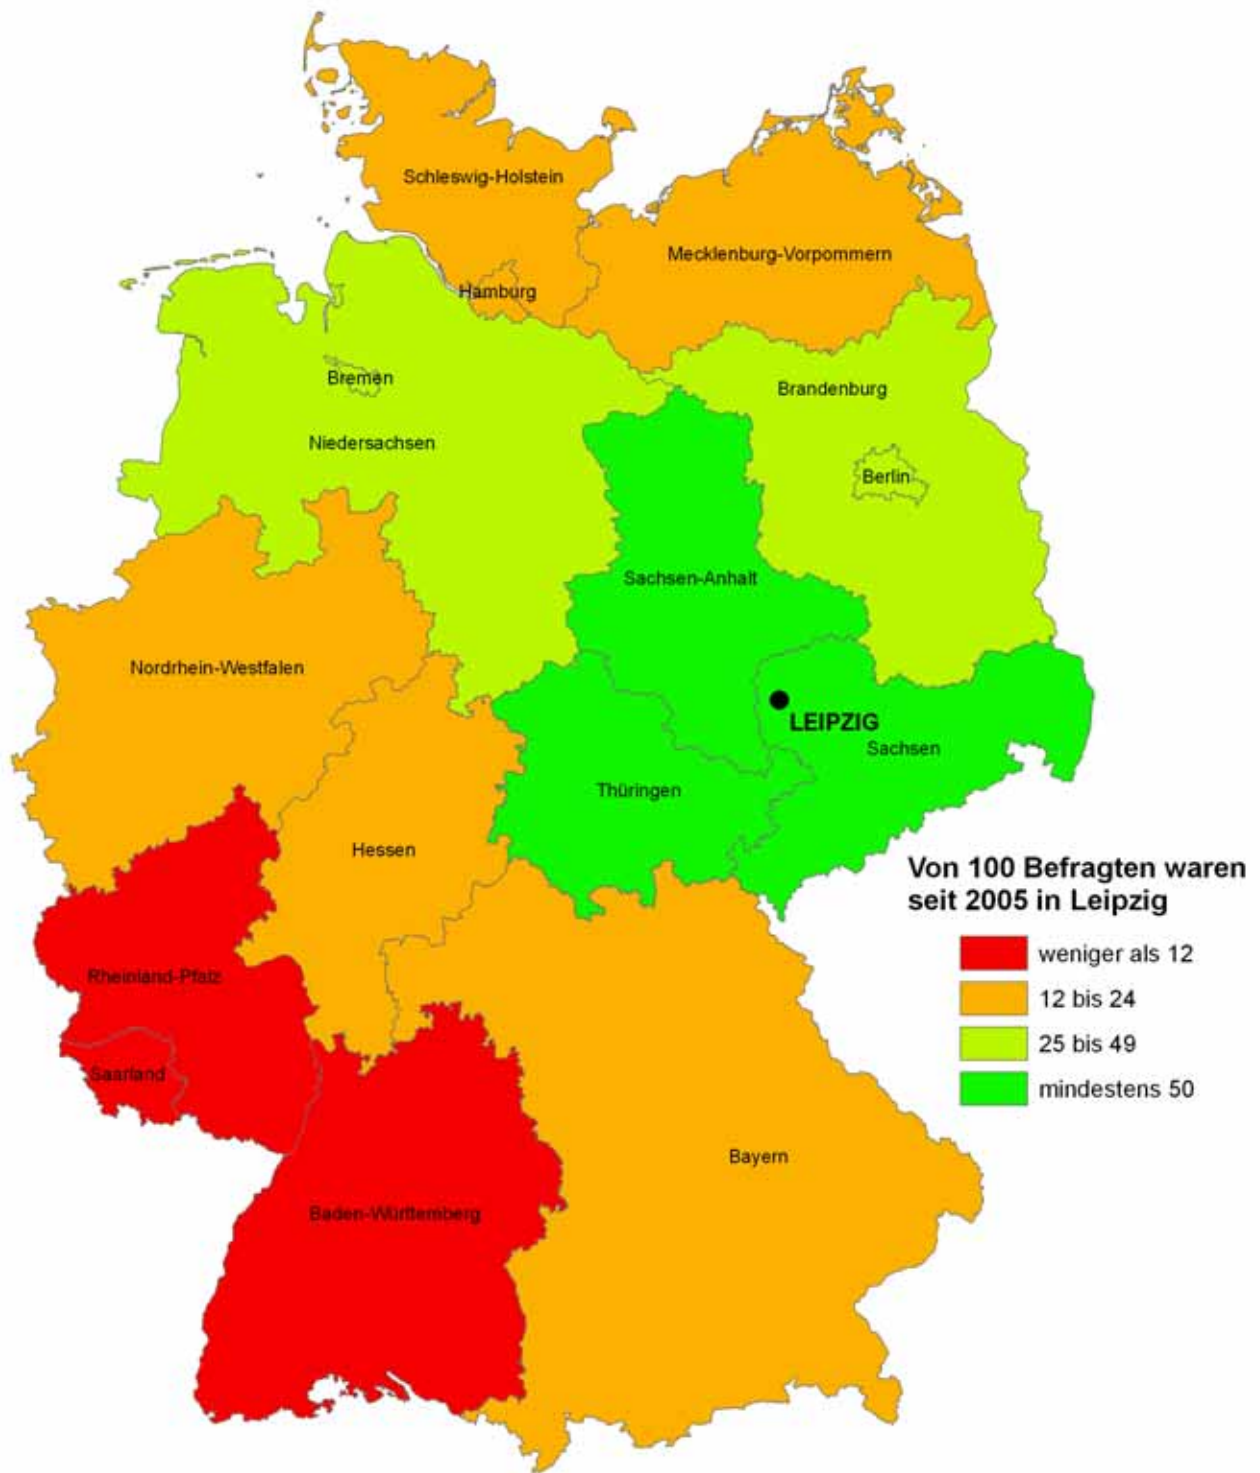 Schleswig-Holstein
Mecklenburg-Vorpommern
Hamburg
Bremen
Brandenburg
Niedersachsen
Berlin
Sachsen-Anhalt
Nordrhein-Westfalen
LEIPZIG
Sachsen
Thüringen
Hessen
Von 100 Befragten waren
seit 2005 in Leipzig
weniger als 12
Rheinland-Pfalz
12 bis 24
25 bis 49
Saarland
mindestens 50
Bayern
Baden-Württemberg